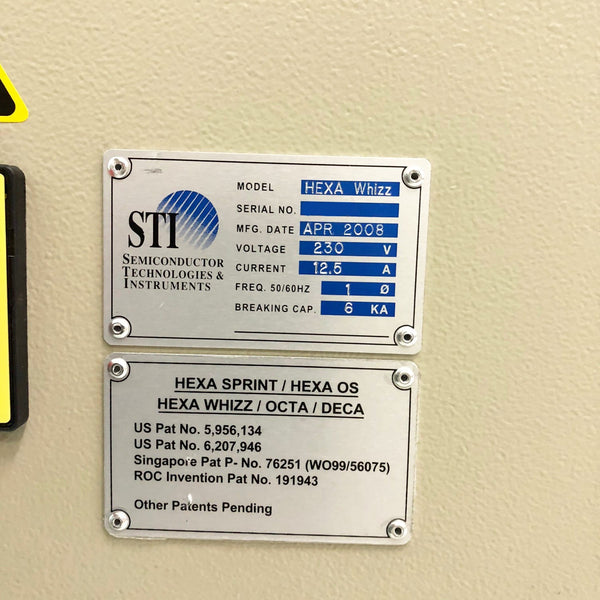 STI
SEMICONDUCTOR
TECHNOLOGIES &
INSTRUMENTS
MODEL HEXA Whizz
SERIAL NO.
MFG. DATE APR 2008
VOLTAGE 230 V
CURRENT 12.5 A
FREQ. 50/60HZ 1 Ø
BREAKING CAP. 6 KA
HEXA SPRINT / HEXA OS
HEXA WHIZZ / OCTA / DECA
US Pat No. 5,956,134
US Pat No. 6,207,946
Singapore Pat P- No. 76251 (WO99/56075)
ROC Invention Pat No. 191943
Other Patents Pending